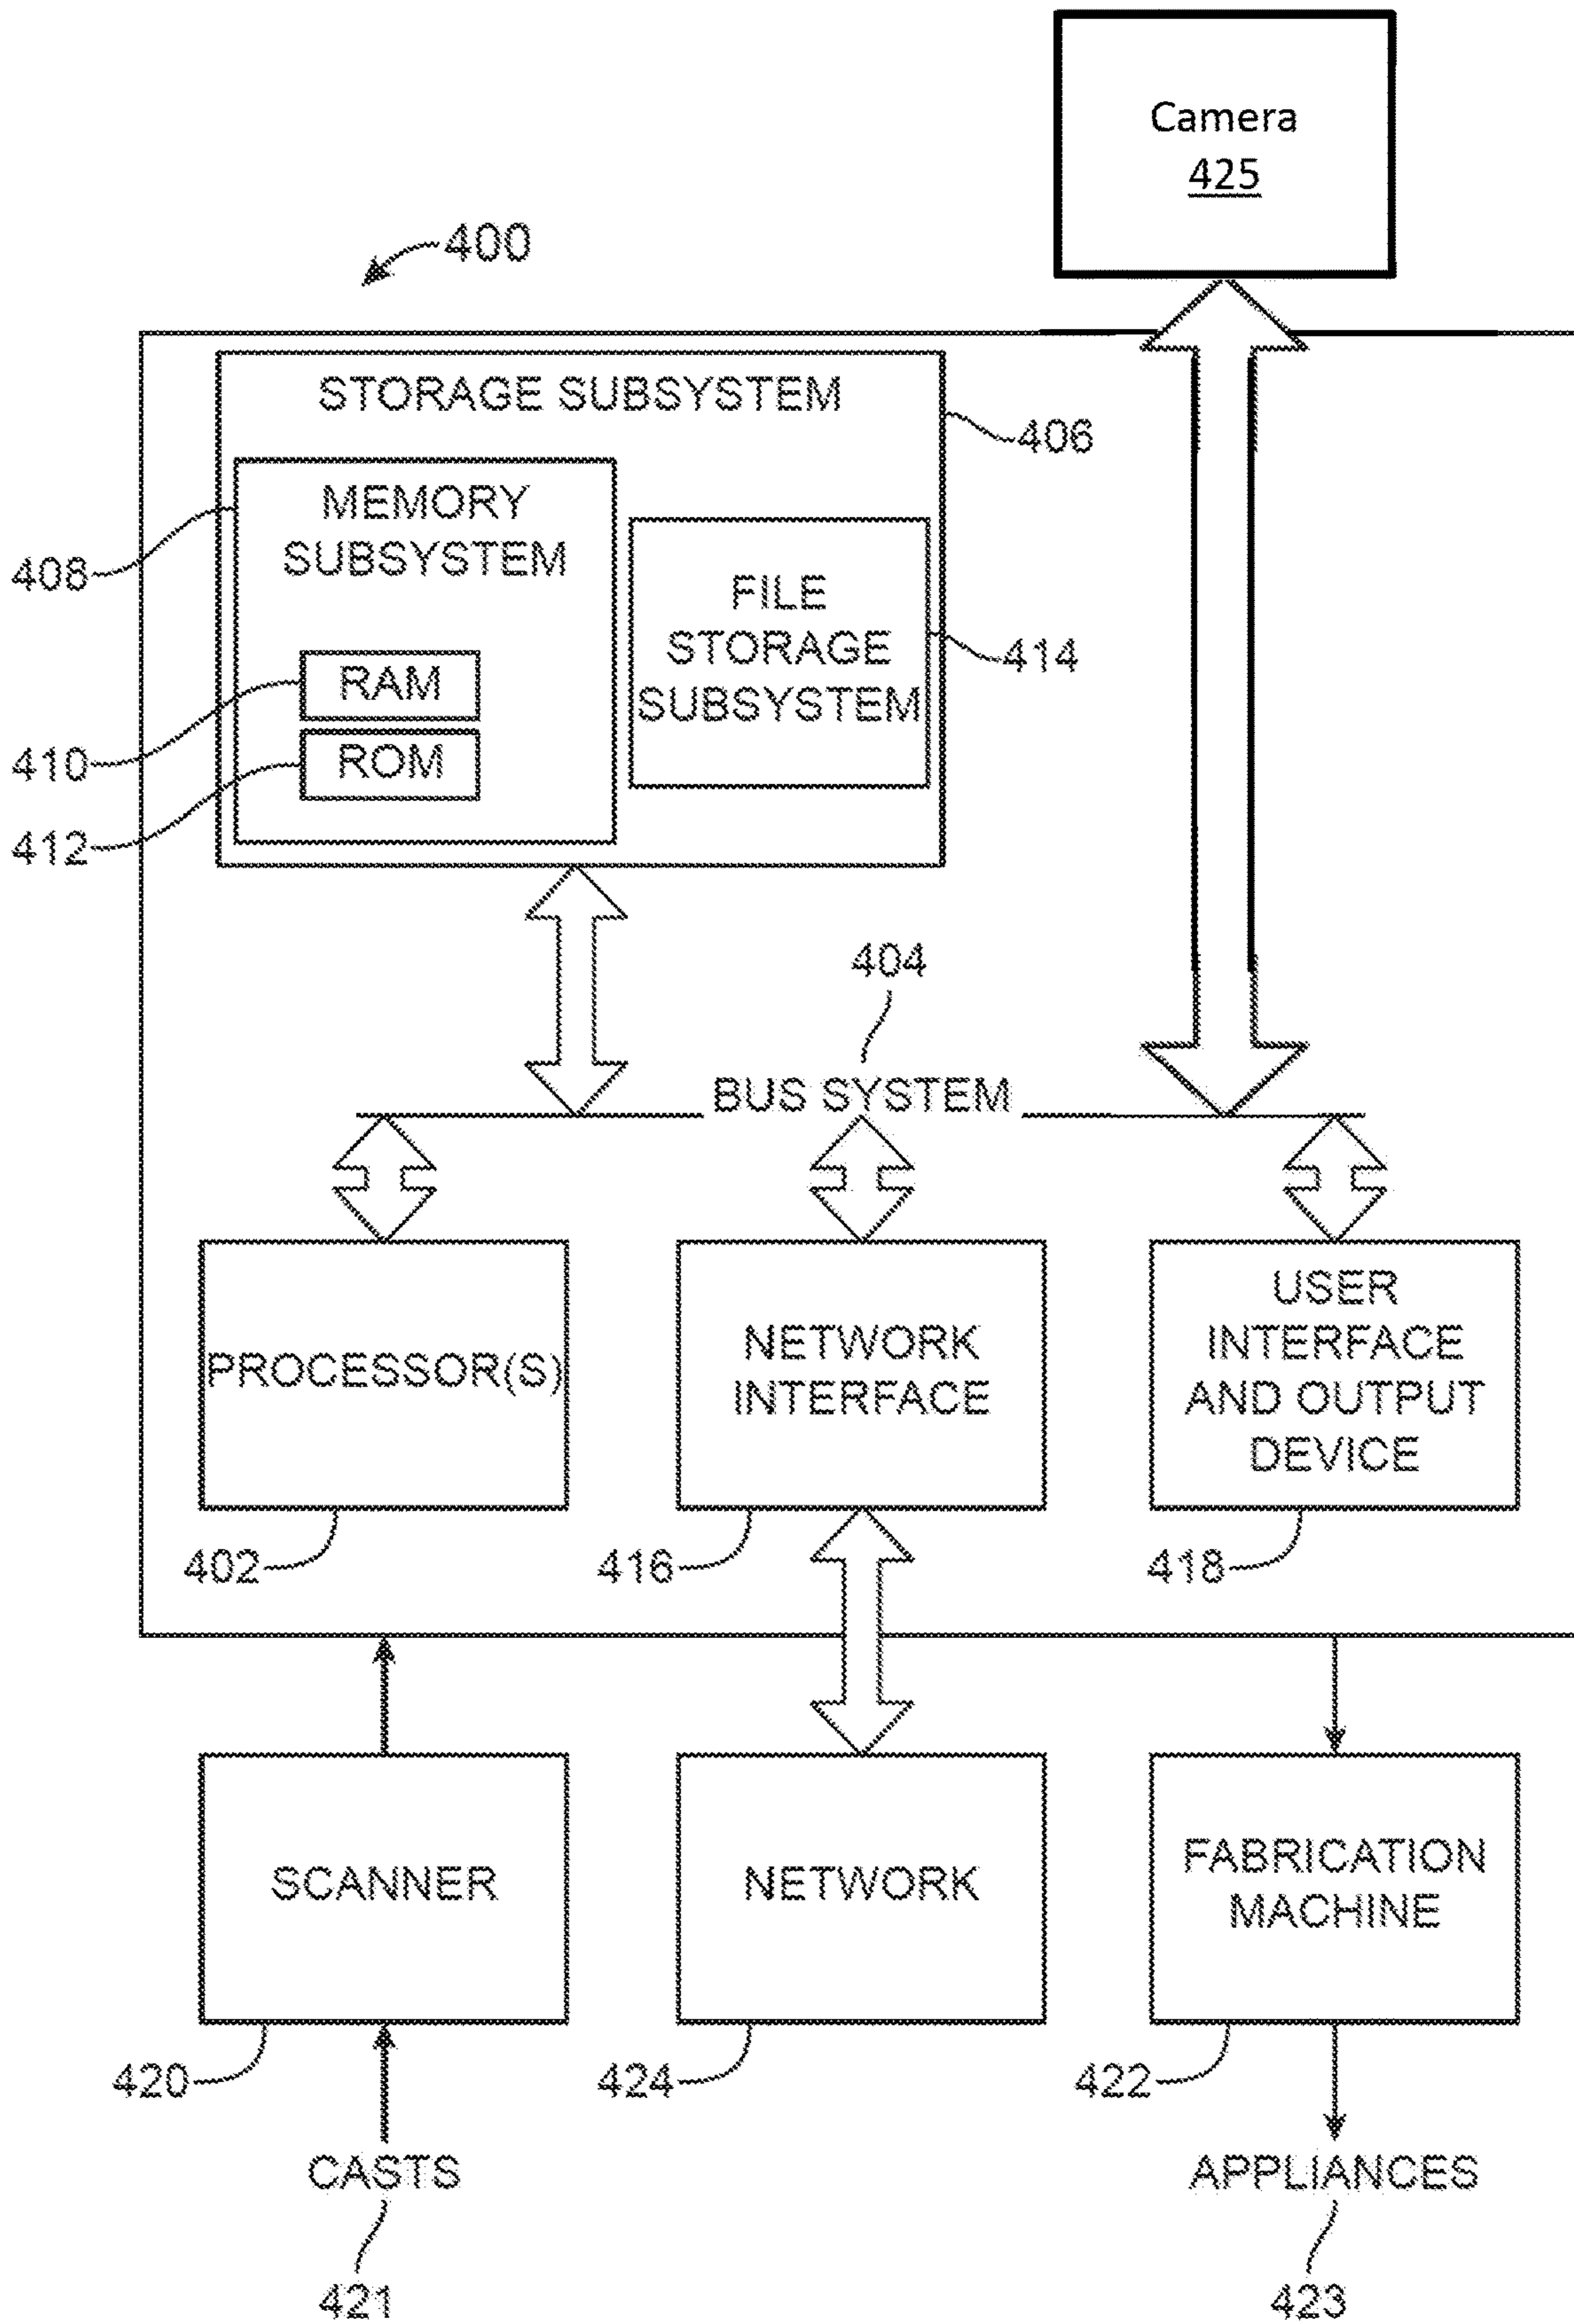 Camera
425
400
STORAGE SUBSYSTEM
406
MEMORY
SUBSYSTEM
408
FILE
STORAGE
SUBSYSTEM
414
RAM
410
ROM
412
404
BUS SYSTEM
PROCESSOR(S)
NETWORK
INTERFACE
USER
INTERFACE
AND OUTPUT
DEVICE
402
416
418
SCANNER
NETWORK
FABRICATION
MACHINE
420
424
422
CASTS
APPLIANCES
421
423